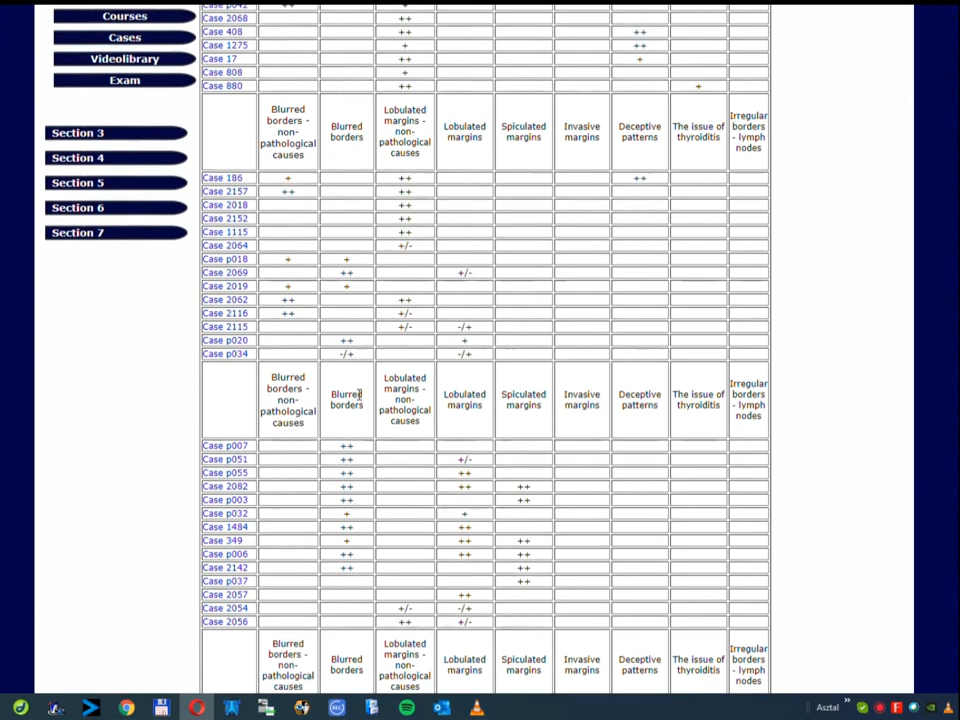 Courses
Cases
Videolibrary
Exam
Section 3
Section 4
Section 5
Section 6
Section 7
Case p042 ++ +
Case 2068 ++
Case 408 ++ ++
Case 1275 + ++
Case 17 ++ +
Case 808 +
Case 880 ++ +
Blurred borders - non-pathological causes Blurred borders Lobulated margins - non-pathological causes Lobulated margins Spiculated margins Invasive margins Deceptive patterns The issue of thyroiditis Irregular borders - lymph nodes
Case 186 + ++ ++
Case 2157 ++ ++
Case 2018 ++
Case 2152 ++
Case 1115 ++
Case 2064 +/-
Case p018 + +
Case 2069 ++ +/-
Case 2019 + +
Case 2062 ++ ++
Case 2116 ++ +/-
Case 2115 +/- -/+
Case p020 ++ +
Case p034 -/+ -/+
Blurred borders - non-pathological causes Blurred borders Lobulated margins - non-pathological causes Lobulated margins Spiculated margins Invasive margins Deceptive patterns The issue of thyroiditis Irregular borders - lymph nodes
Case p007 ++
Case p051 ++ +/-
Case p055 ++ ++
Case 2082 ++ ++ ++
Case p003 ++ ++
Case p032 + +
Case 1484 ++ ++
Case 349 + ++ ++
Case p006 ++ ++ ++
Case 2142 ++ ++
Case p037 ++
Case 2057 ++
Case 2054 +/- -/+
Case 2056 ++ +/-
Blurred borders - non-pathological causes Blurred borders Lobulated margins - non-pathological causes Lobulated margins Spiculated margins Invasive margins Deceptive patterns The issue of thyroiditis Irregular borders - lymph nodes
Asztal